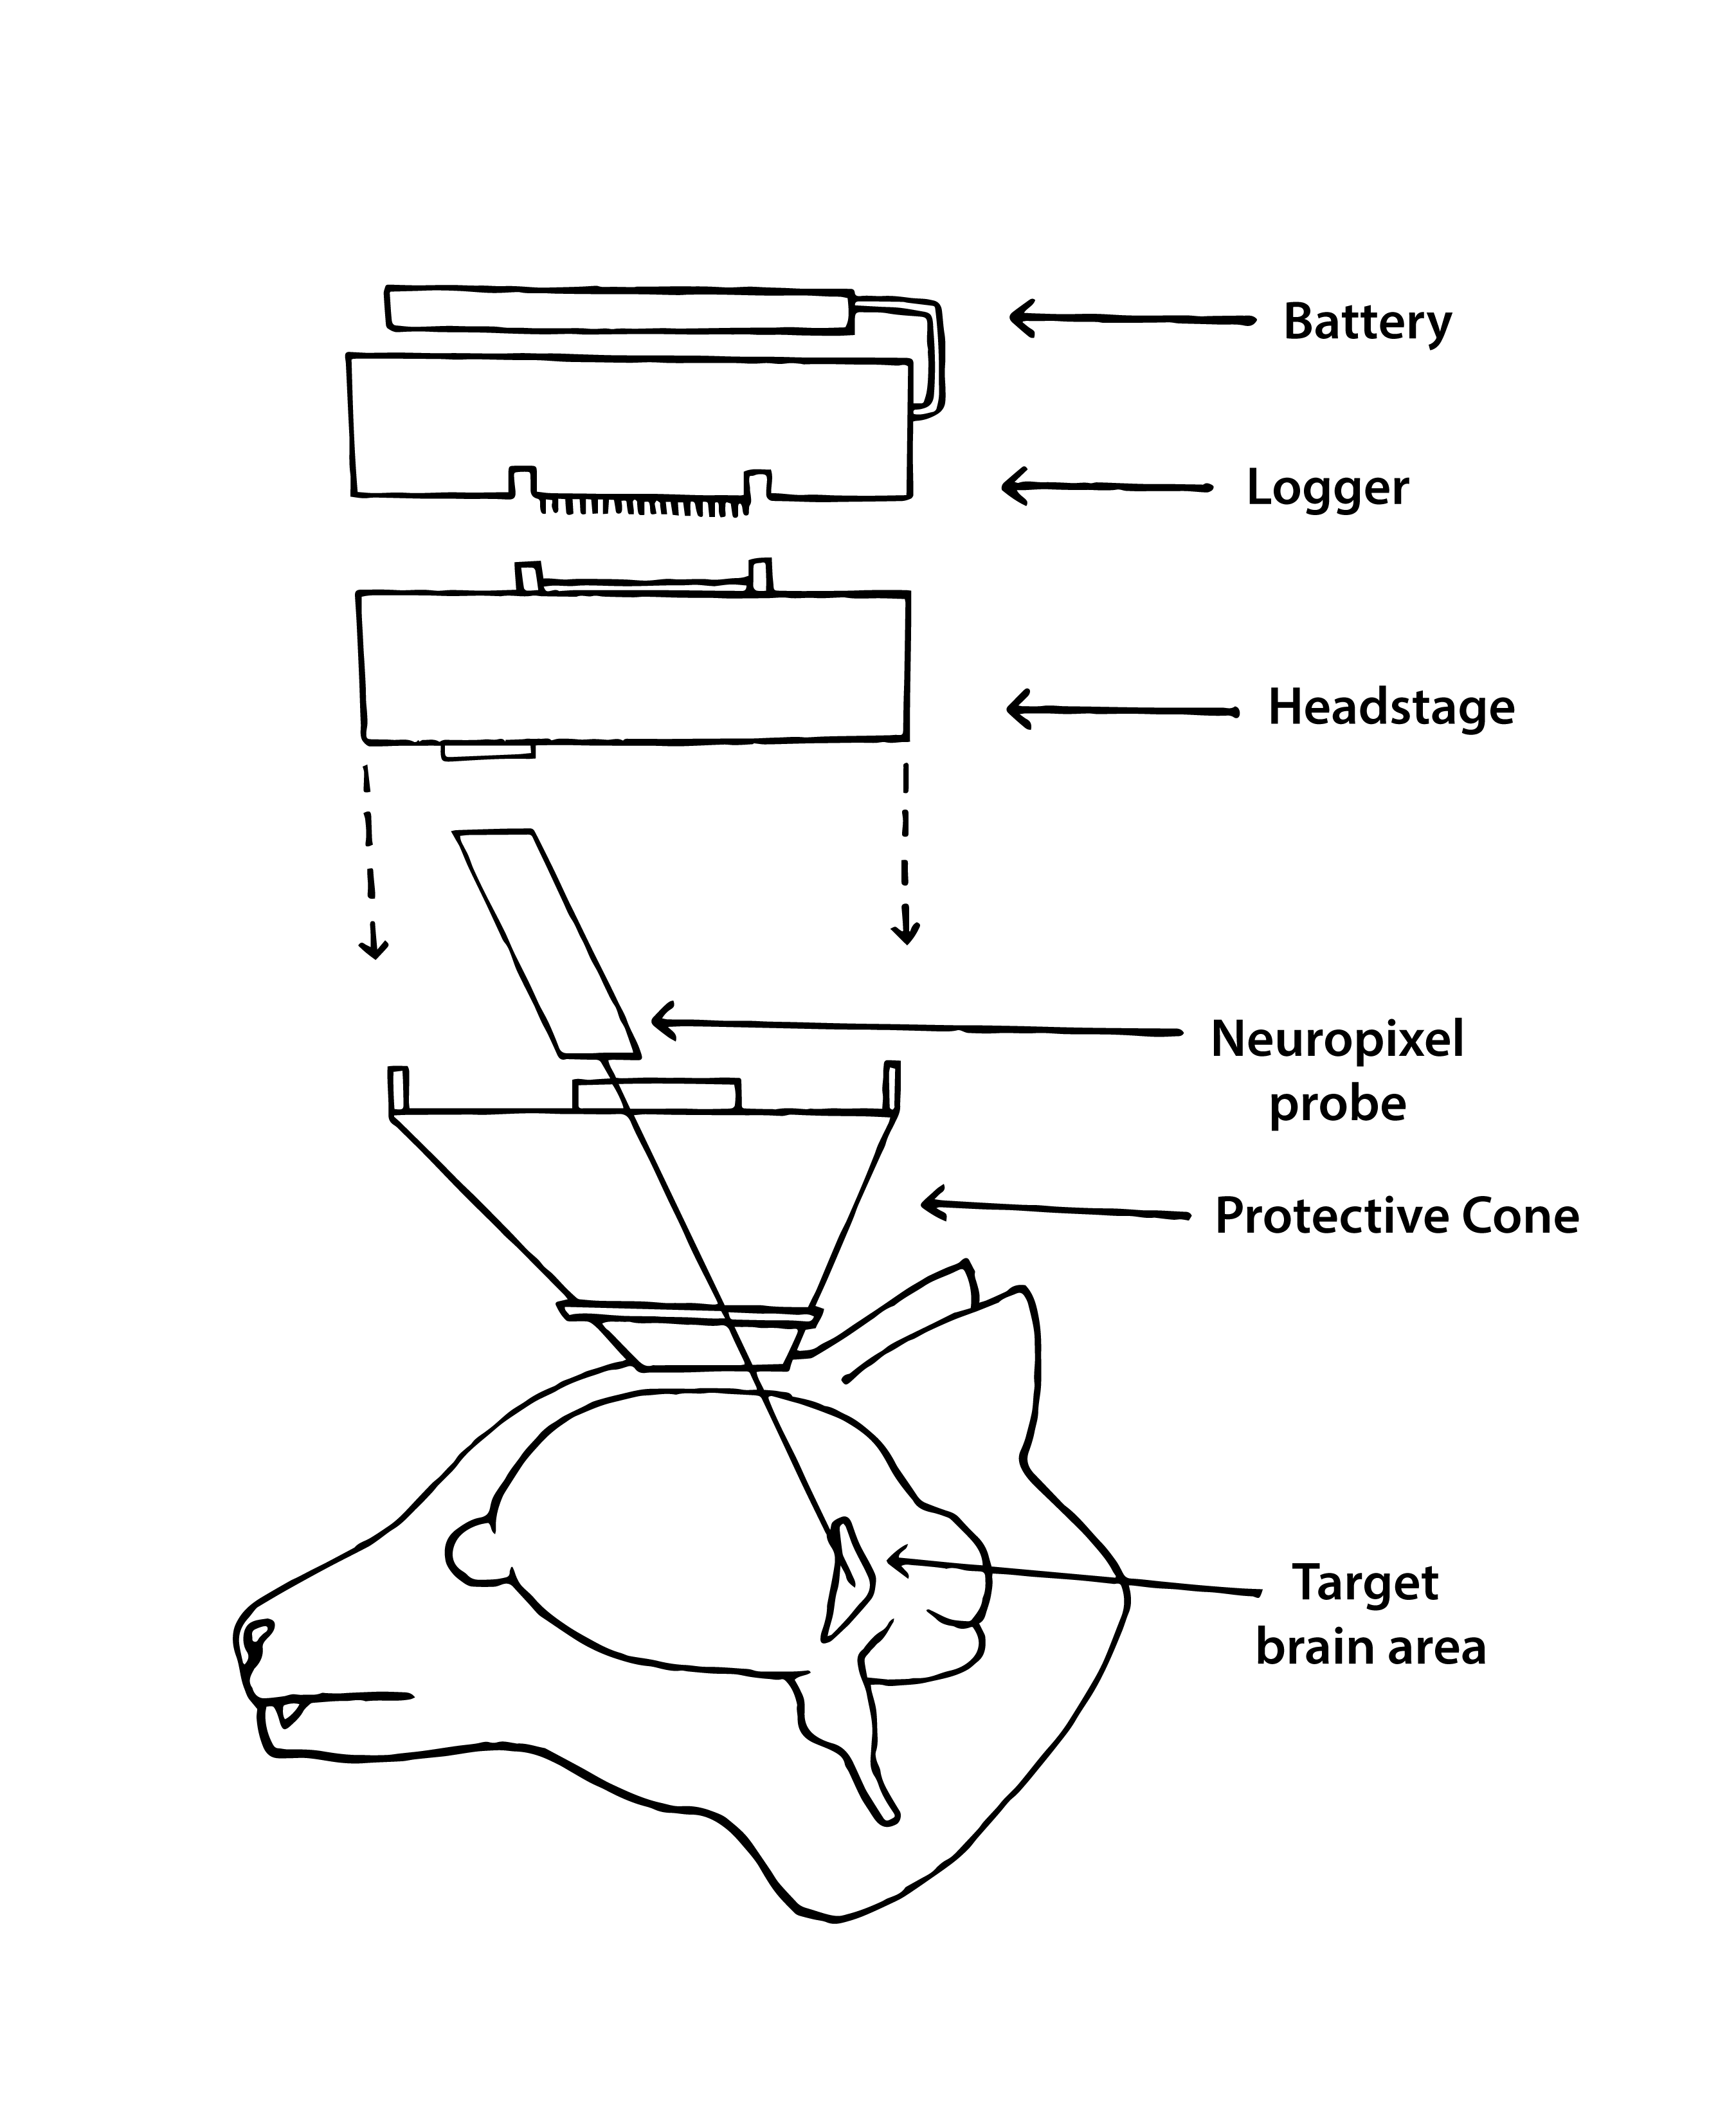 Battery
Logger
Headstage
Neuropixel
probe
Protective Cone
Target
brain area